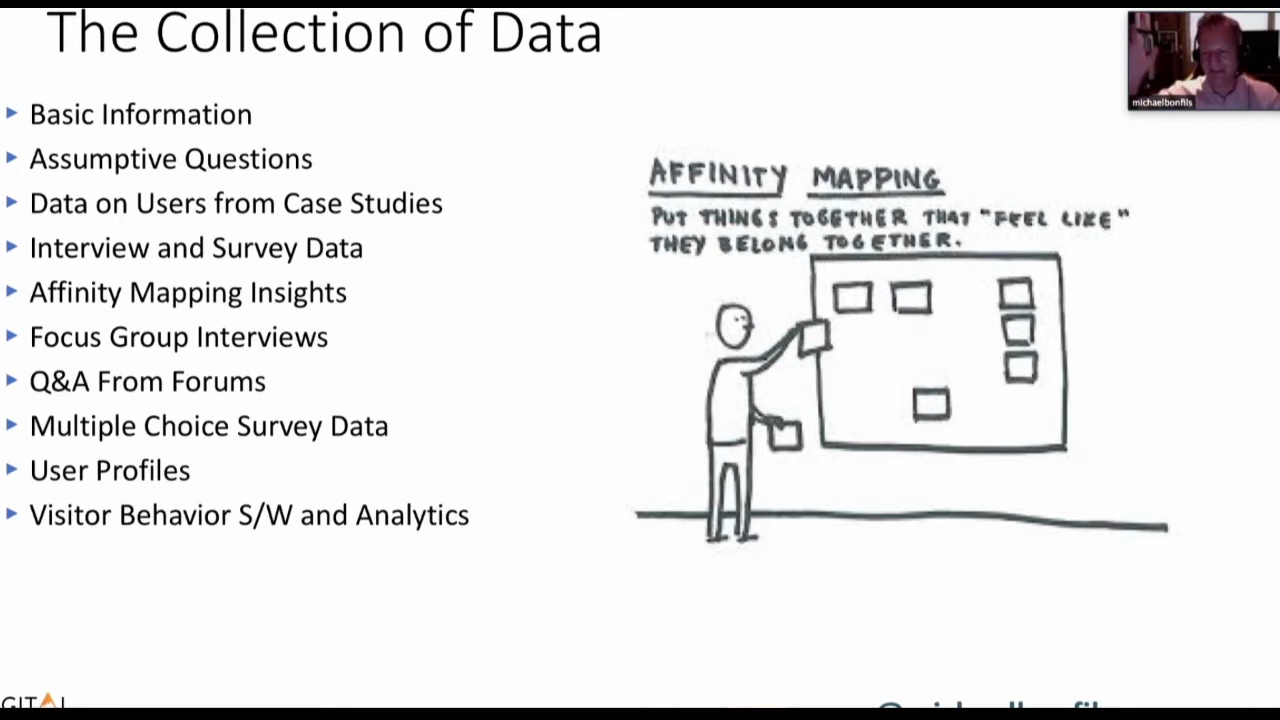 The Collection of Data
Basic Information
Assumptive Questions
Data on Users from Case Studies
Interview and Survey Data
Affinity Mapping Insights
Focus Group Interviews
Q&A From Forums
Multiple Choice Survey Data
User Profiles
Visitor Behavior S/W and Analytics
michaelbonfils
AFFINITY MAPPING
PUT THINGS TOGETHER THAT "FEEL LIKE"
THEY BELONG TOGETHER.